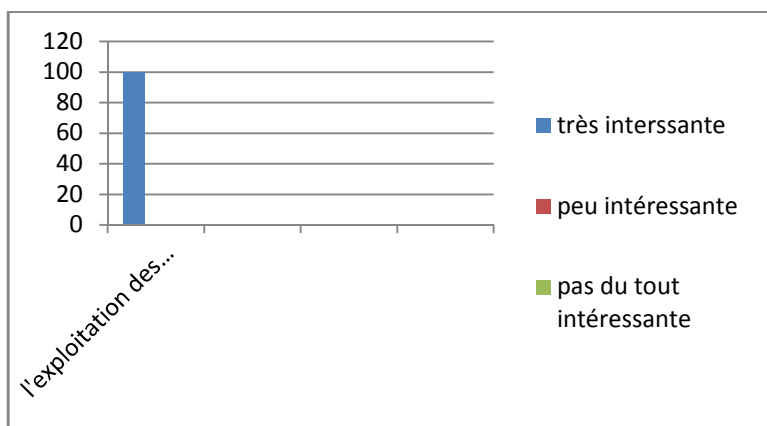 120
100
80
60
40
20
0
l'exploitation des...
très interssante
peu intéressante
pas du tout
intéressante